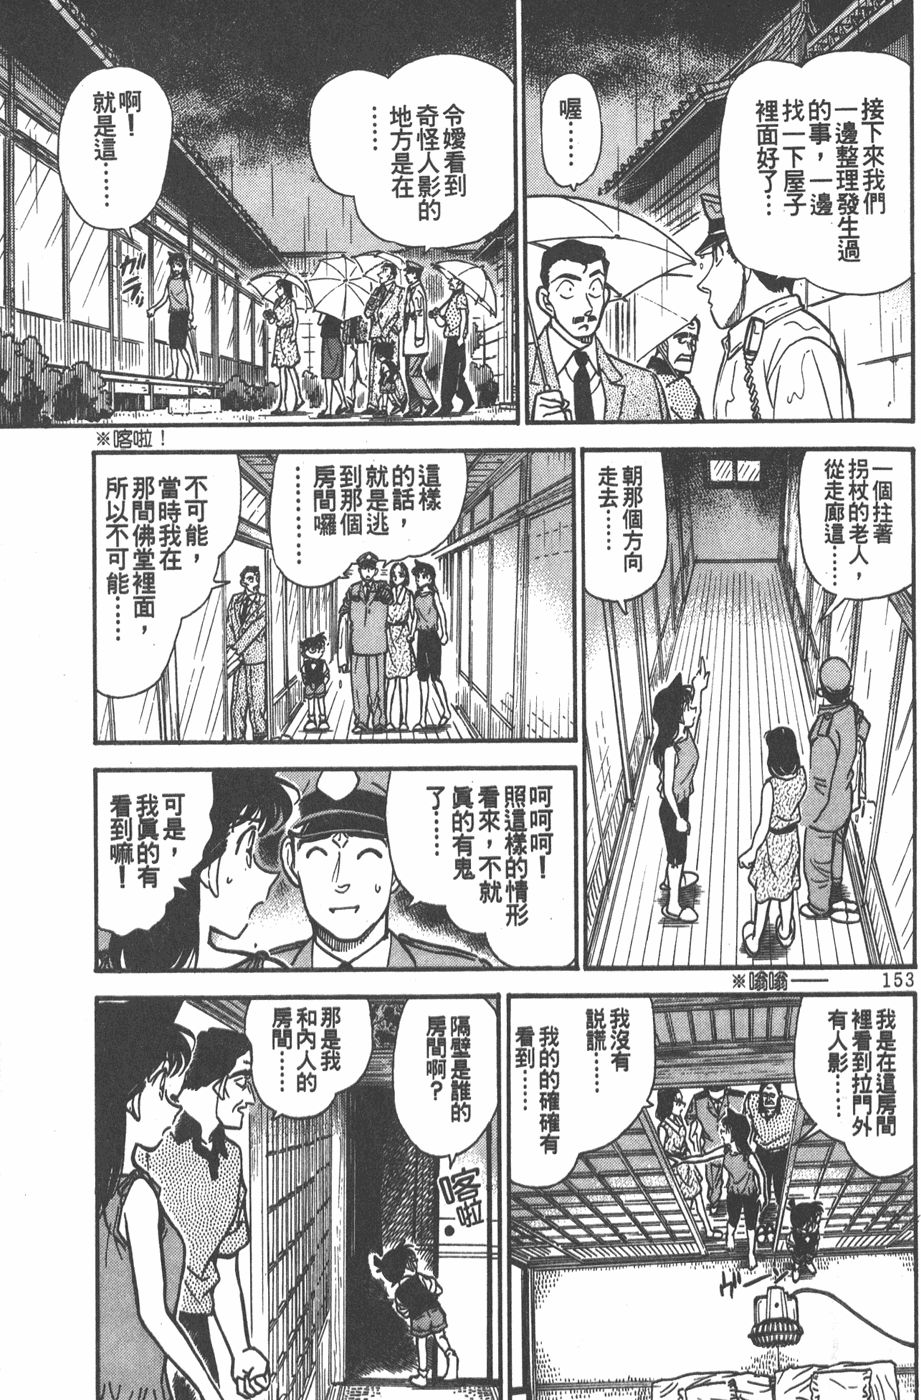 接下來我們
一邊整理發生過
的事，一邊
找一下屋子
裡面好了…
喔……
令嬡看到
奇怪人影的
地方是在
……
啊！
就是這……
ガラ
※喀啦！
一個拄著
拐杖的老人，
從走廊這…
朝那個方向
走去……
這樣
的話，
就是逃
到那個
房間囉
……
不可能，
當時我在
那間佛堂裡面，
所以不可能……
呵呵呵！
照這樣的情形
看來，不就
真的有鬼
了……
可是，
我真的有
看到嘛！
※嗡嗡——
153
我是在這房間
裡看到拉門外
有人影…
我沒有
說謊……
我的的確確有
看到……
ヴーン
隔壁是誰的
房間啊？
喀啦
那是我
和內人的
房間……